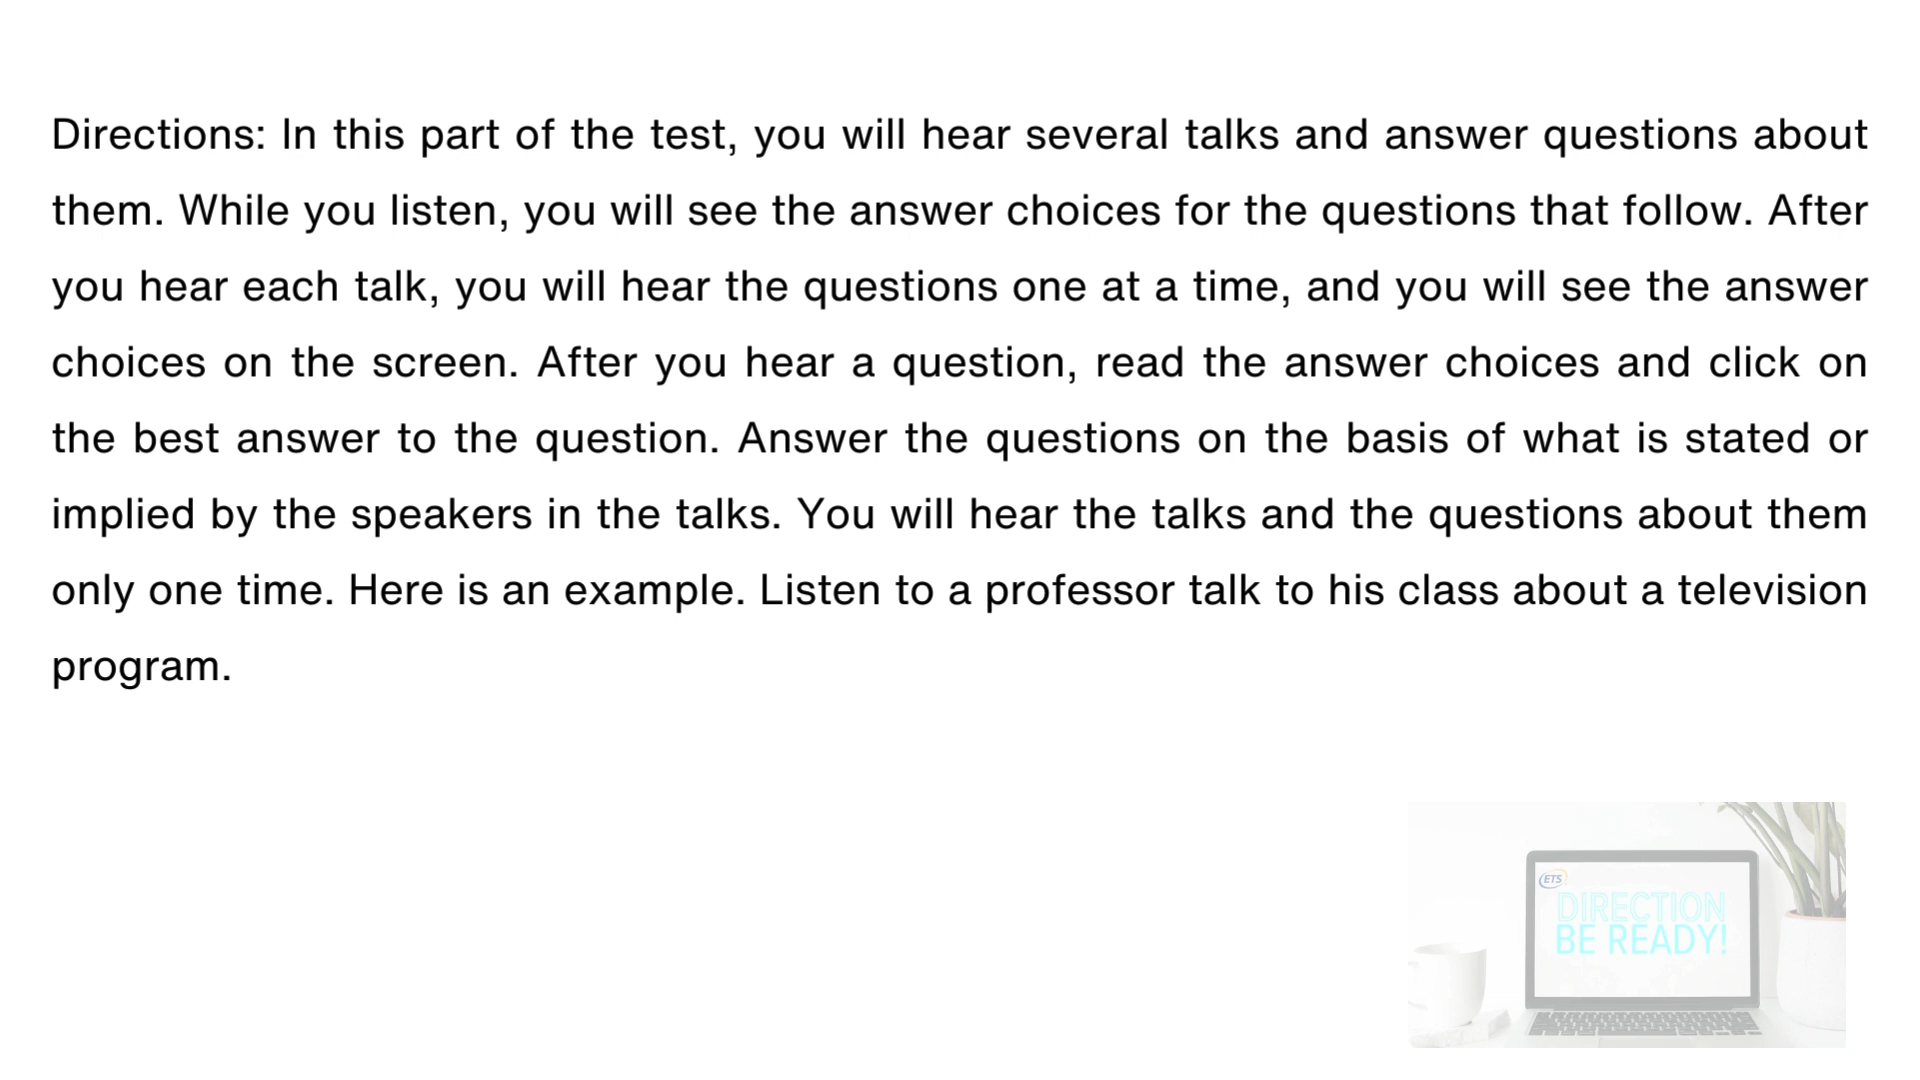 Directions: In this part of the test, you will hear several talks and answer questions about
them. While you listen, you will see the answer choices for the questions that follow. After
you hear each talk, you will hear the questions one at a time, and you will see the answer
choices on the screen. After you hear a question, read the answer choices and click on
the best answer to the question. Answer the questions on the basis of what is stated or
implied by the speakers in the talks. You will hear the talks and the questions about them
only one time. Here is an example. Listen to a professor talk to his class about a television
program.
ETS
DIRECTION
BE READY!